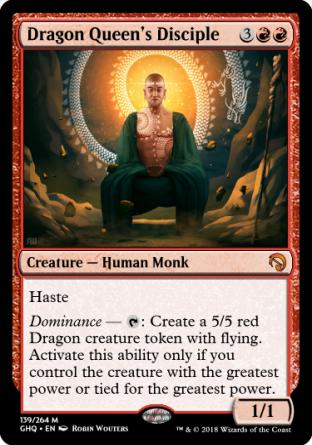 Dragon Queen's Disciple 3
Creature — Human Monk
Haste
Dominance — : Create a 5/5 red
Dragon creature token with flying.
Activate this ability only if you
control the creature with the greatest
power or tied for the greatest power.
1/1
139/264 M
GHQ • EN Robin Wouters
™ & © 2018 Wizards of the Coast